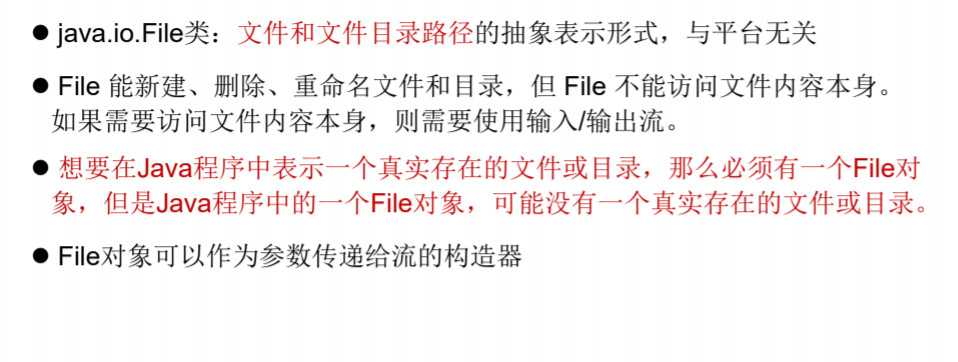 ● java.io.File类：文件和文件目录路径的抽象表示形式，与平台无关
● File 能新建、删除、重命名文件和目录，但 File 不能访问文件内容本身。
如果需要访问文件内容本身，则需要使用输入/输出流。
● 想要在Java程序中表示一个真实存在的文件或目录，那么必须有一个File对
象，但是Java程序中的一个File对象，可能没有一个真实存在的文件或目录。
● File对象可以作为参数传递给流的构造器